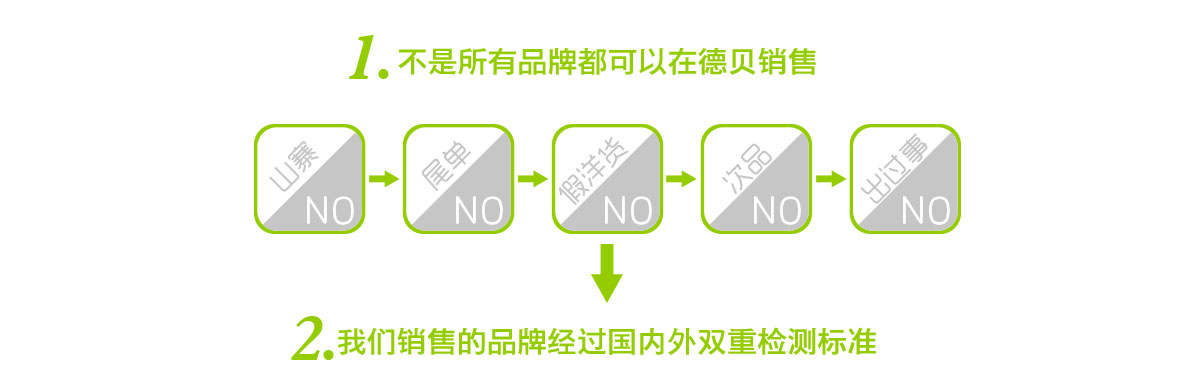 1. 不是所有品牌都可以在德贝销售
山寨 NO
尾单 NO
假洋货 NO
次品 NO
出过事 NO
2. 我们销售的品牌经过国内外双重检测标准